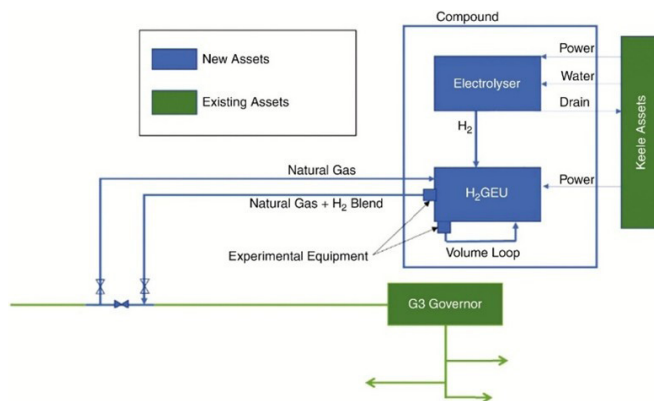 Compound
New Assets
Existing Assets
Power
Electrolyser
Water
Drain
H₂
Keele Assets
Natural Gas
H₂GEU
Power
Natural Gas + H₂ Blend
Experimental Equipment
Volume Loop
G3 Governor